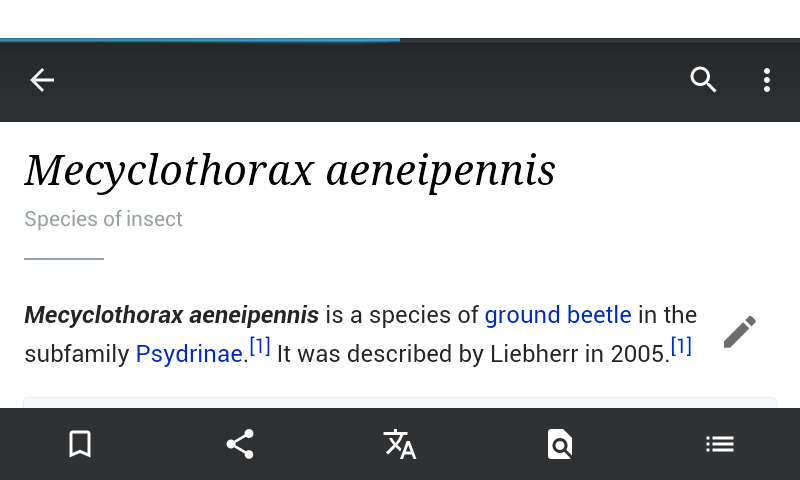 Mecyclothorax aeneipennis
Species of insect
Mecyclothorax aeneipennis is a species of ground beetle in the
subfamily Psydrinae.[1] It was described by Liebherr in 2005.[1]